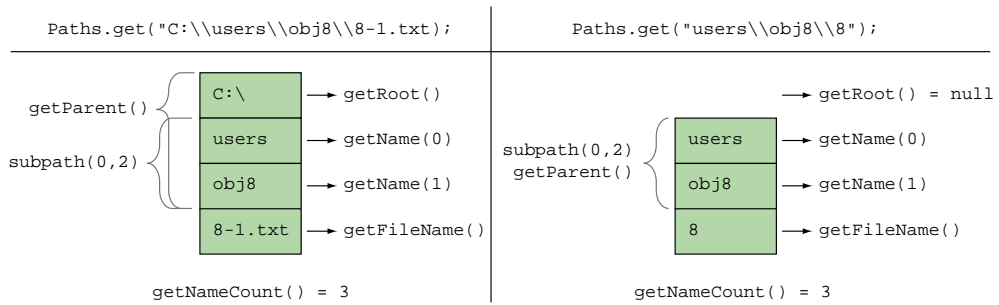 Paths.get("C:\\users\\obj8\\8-1.txt);
getParent()
subpath(0,2)
C:\
getRoot()
users
getName(0)
obj8
getName(1)
8-1.txt
getFileName()
getNameCount() = 3
Paths.get("users\\obj8\\8");
getRoot() = null
subpath(0,2)
getParent()
users
getName(0)
obj8
getName(1)
8
getFileName()
getNameCount() = 3